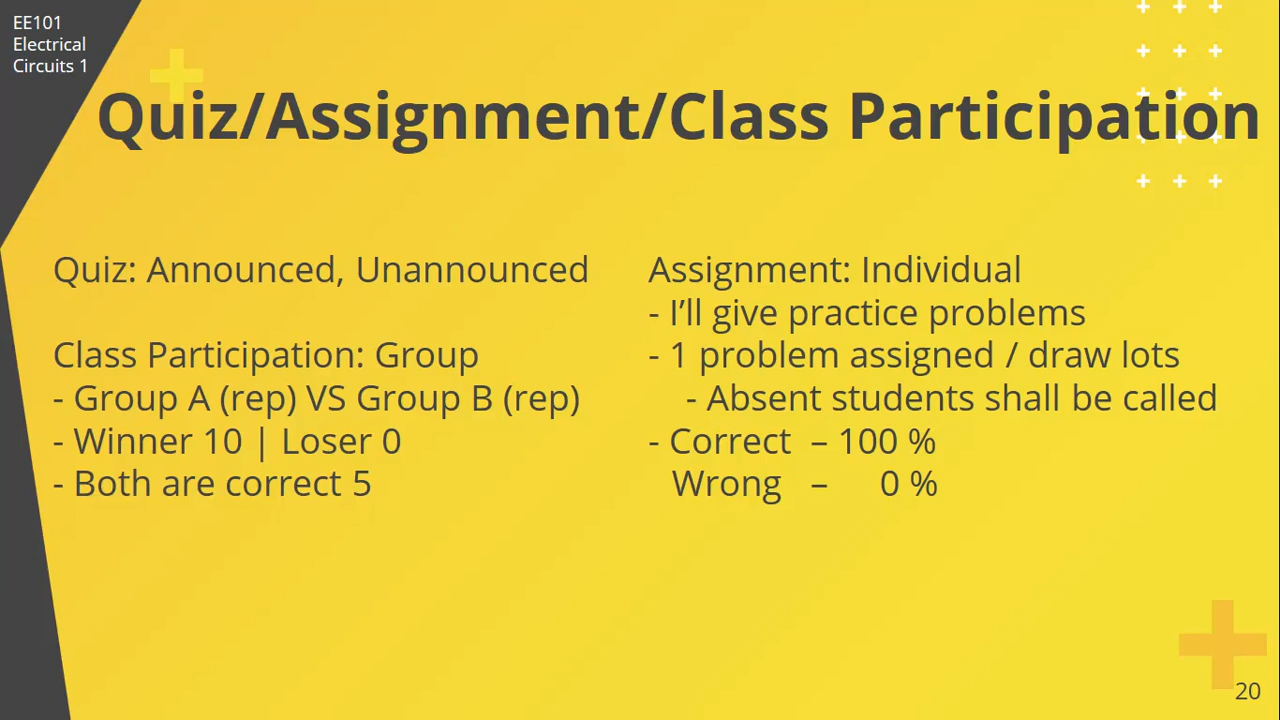 EE101
Electrical
Circuits 1
Quiz/Assignment/Class Participation
Quiz: Announced, Unannounced
Class Participation: Group
- Group A (rep) VS Group B (rep)
- Winner 10 | Loser 0
- Both are correct 5
Assignment: Individual
- I’ll give practice problems
- 1 problem assigned / draw lots
- Absent students shall be called
- Correct – 100 %
Wrong – 0 %
20